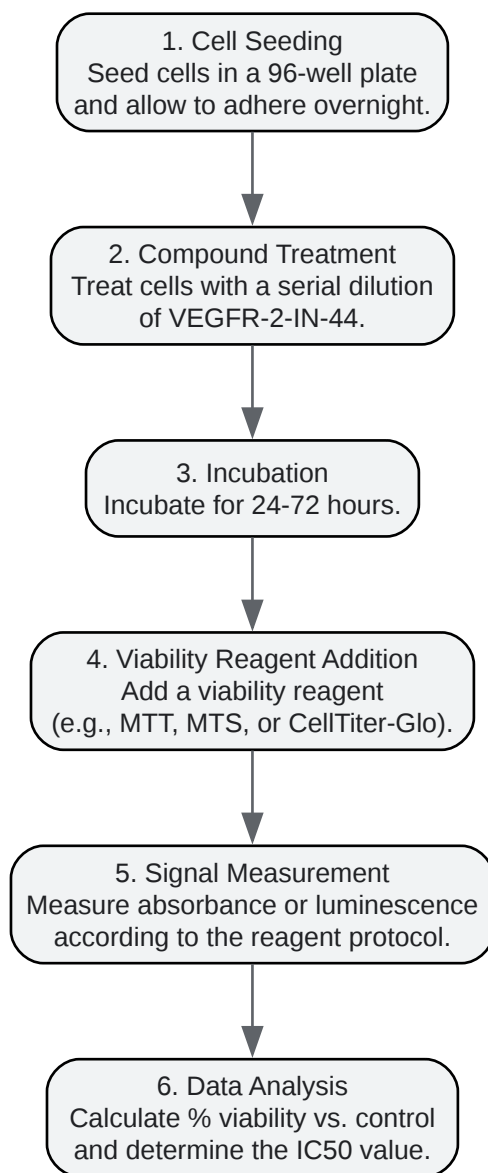 1. Cell Seeding
Seed cells in a 96-well plate
and allow to adhere overnight.
2. Compound Treatment
Treat cells with a serial dilution
of VEGFR-2-IN-44.
3. Incubation
Incubate for 24-72 hours.
4. Viability Reagent Addition
Add a viability reagent
(e.g., MTT, MTS, or CellTiter-Glo).
5. Signal Measurement
Measure absorbance or luminescence
according to the reagent protocol.
6. Data Analysis
Calculate % viability vs. control
and determine the IC50 value.